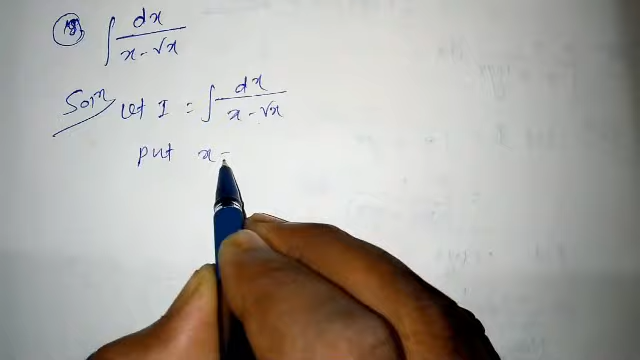 18) ∫ dx / x - √x
Soln Let I = ∫ dx / x - √x
put x =